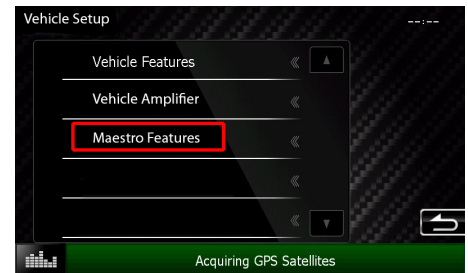 Vehicle Setup
--:--
Vehicle Features
Vehicle Amplifier
Maestro Features
Acquiring GPS Satellites